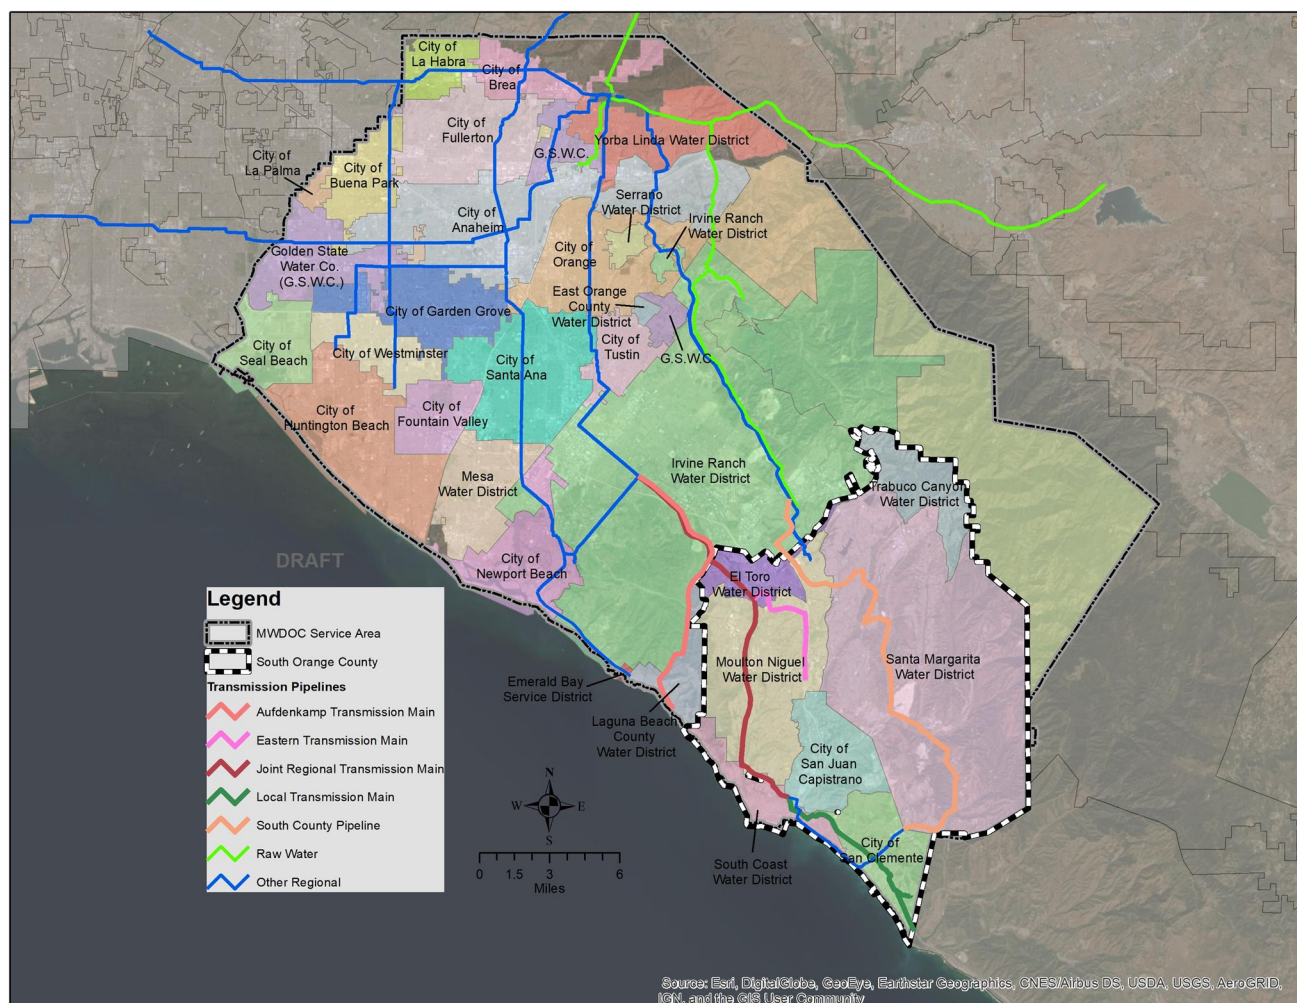 City of
La Habra
City of
Brea
City of
Fullerton
Yorba Linda Water District
G.S.W.C.
City of
La Palma
City of
Buena Park
Serrano
Water District
Irvine Ranch
Water District
City of
Anaheim
City of
Orange
Golden State
Water Co.
(G.S.W.C.)
East Orange
County
Water District
City of Garden Grove
City of
Seal Beach
City of Westminster
City of
Tustin
G.S.W.C.
City of
Santa Ana
City of
Huntington Beach
City of
Fountain Valley
Irvine Ranch
Water District
Mesa
Water District
Trabuco Canyon
Water District
DRAFT
City of
Newport Beach
El Toro
Water District
Moulton Niguel
Water District
Santa Margarita
Water District
Emerald Bay
Service District
Laguna Beach
County
Water District
City of
San Juan
Capistrano
South Coast
Water District
City of
San Clemente
Legend
MWDOC Service Area
South Orange County
Transmission Pipelines
Aufdenkamp Transmission Main
Eastern Transmission Main
Joint Regional Transmission Main
Local Transmission Main
South County Pipeline
Raw Water
Other Regional
N
W E
S
0 1.5 3 6
Miles
Source: Esri, DigitalGlobe, GeoEye, Earthstar Geographics, CNES/Airbus DS, USDA, USGS, AeroGRID,
IGN, and the GIS User Community